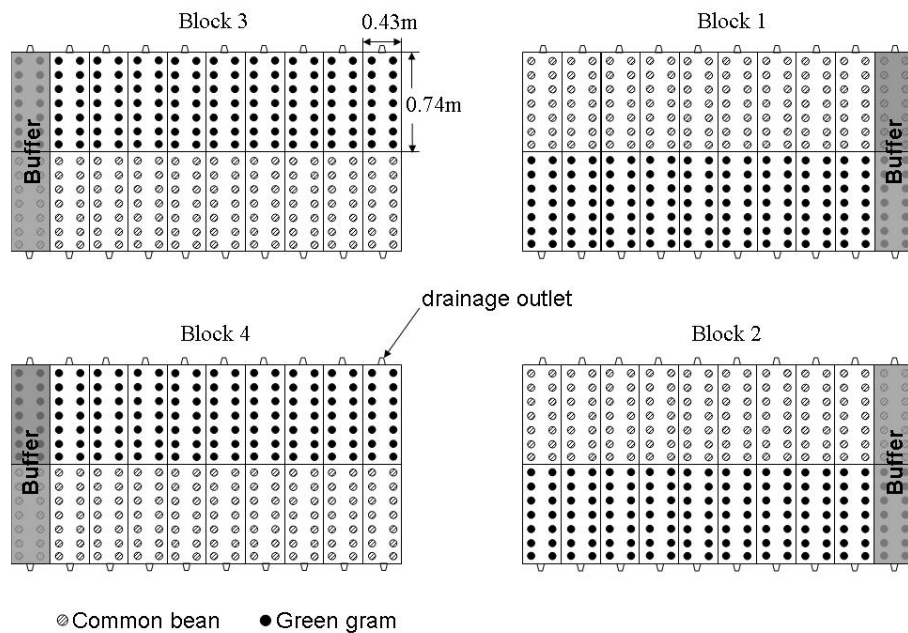 Block 3
0.43m
Block 1
0.74m
Buffer
Buffer
drainage outlet
Block 4
Block 2
Buffer
Buffer
Common bean
Green gram